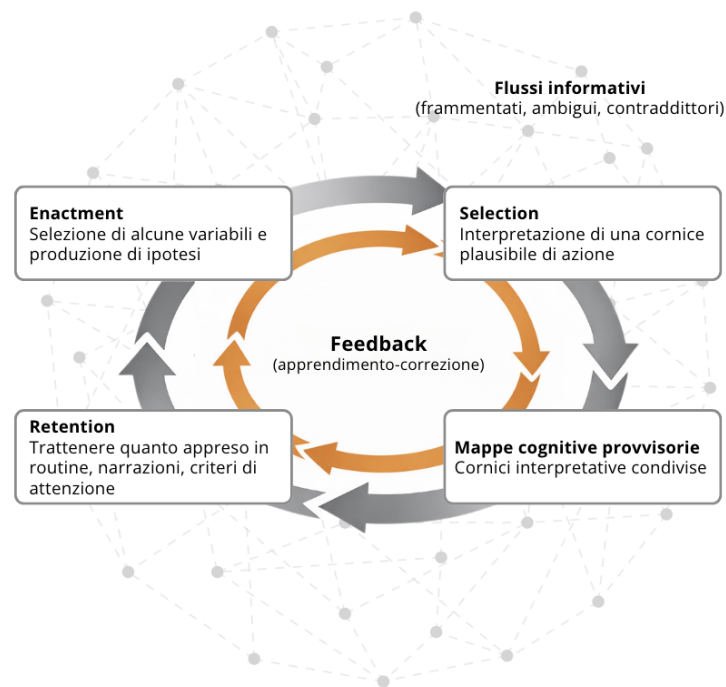 Flussi informativi
(frammentati, ambigui, contraddittori)
Enactment
Selezione di alcune variabili e
produzione di ipotesi
Selection
Interpretazione di una cornice
plausibile di azione
Feedback
(apprendimento-correzione)
Retention
Trattenere quanto appreso in
routine, narrazioni, criteri di
attenzione
Mappe cognitive provvisorie
Cornici interpretative condivise